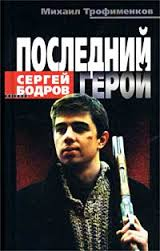 Михаил Трофименков
ПОСЛЕДНИЙ
СЕРГЕЙ
БОДРОВ
ГЕРОЙ